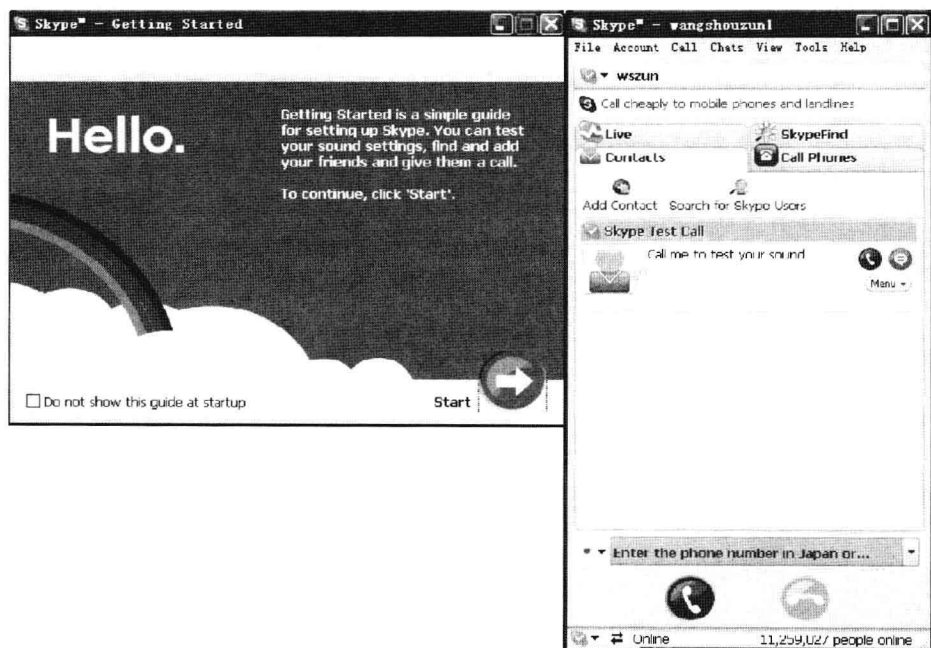 Skype™ - Getting Started
Hello.
Getting Started is a simple guide
for setting up Skype. You can test
your sound settings, find and add
your friends and give them a call.
To continue, click 'Start'.
Do not show this guide at startup
Start
Skype™ - wangshouzun1
File Account Call Chats View Tools Help
wszun
Call cheaply to mobile phones and landlines
Live
SkypeFind
Contacts
Call Phones
Add Contact Search for Skype Users
Skype Test Call
Call me to test your sound
Menu
Enter the phone number in Japan or...
Online
11,259,027 people online